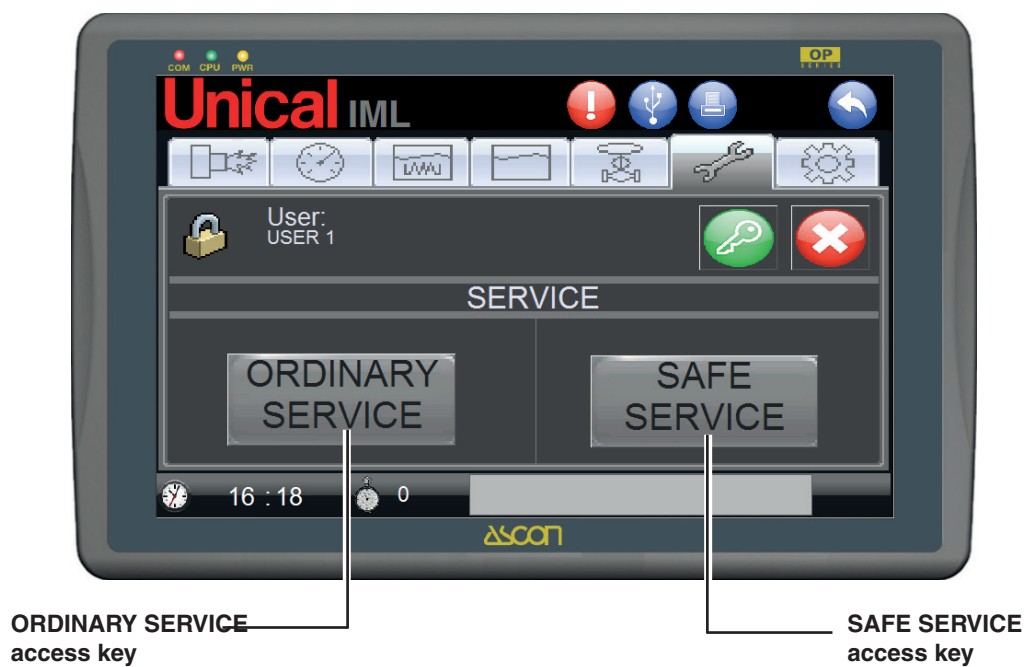 COM CPU PWR
OP
SERIES
Unical IML
User:
USER 1
SERVICE
ORDINARY
SERVICE
SAFE
SERVICE
16 : 18
0
ascon
ORDINARY SERVICE
access key
SAFE SERVICE
access key